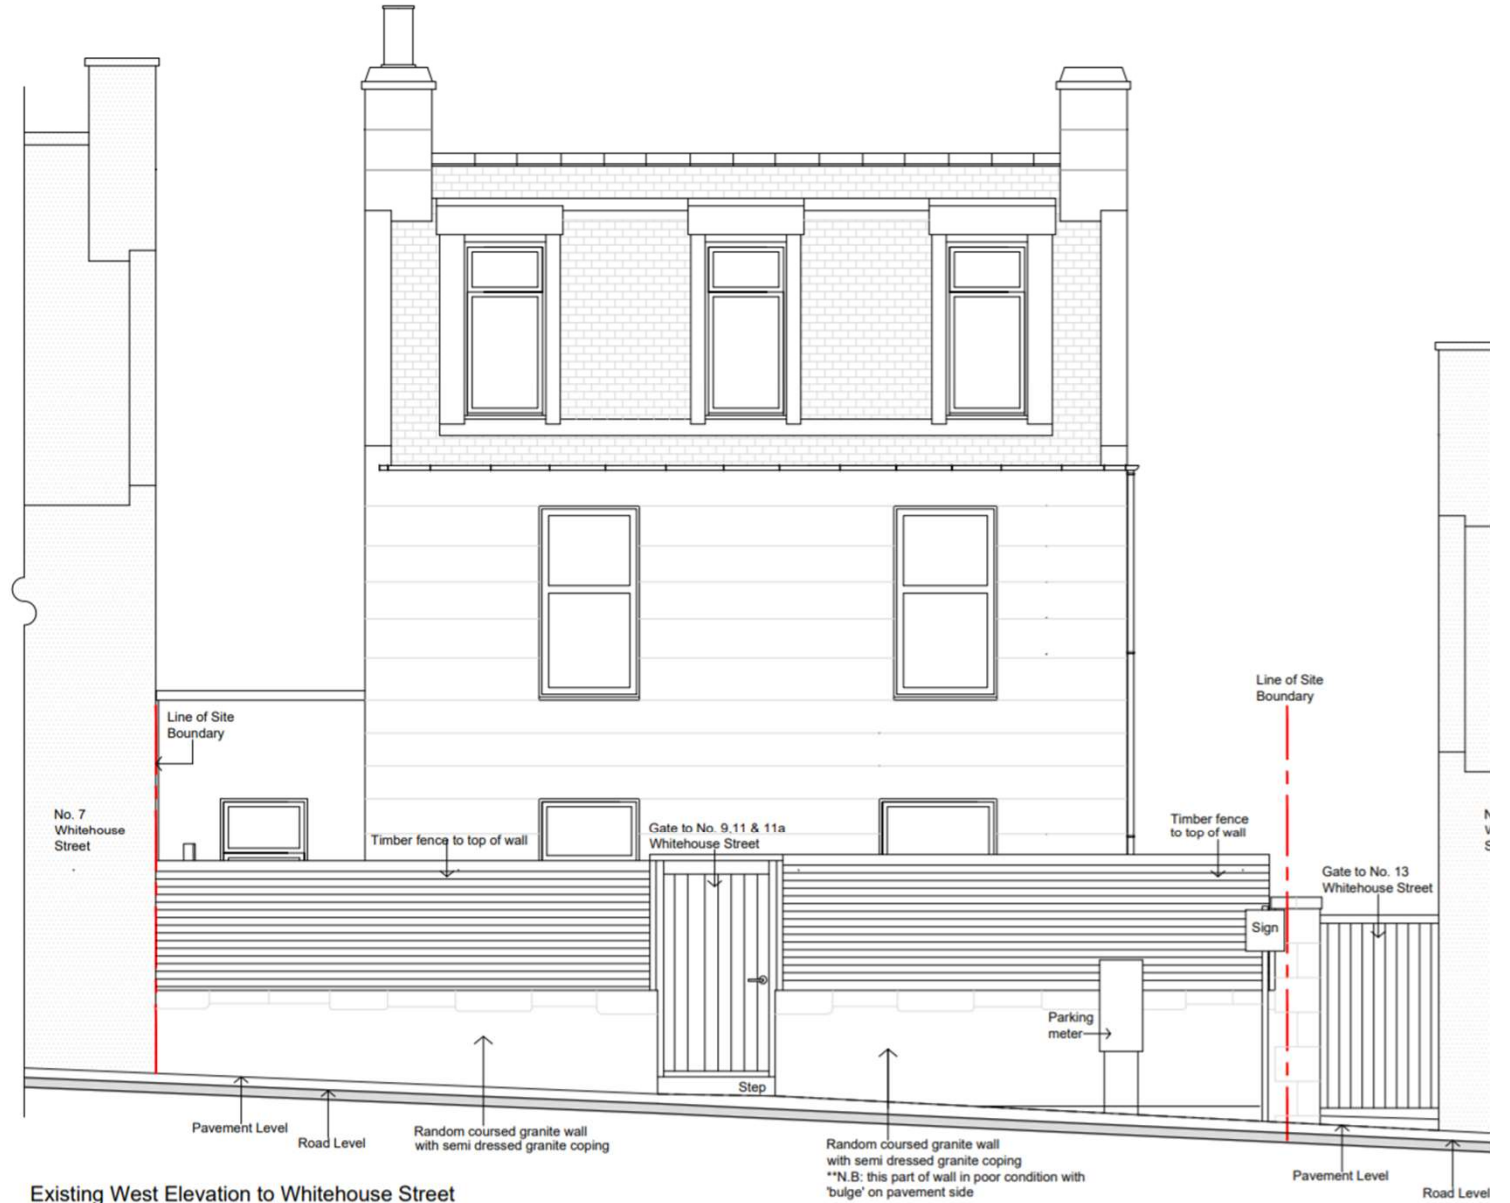 Line of Site
Boundary
Line of Site
Boundary
No. 7
Whitehouse
Street
Timber fence to top of wall
Gate to No. 9,11 & 11a
Whitehouse Street
Timber fence
to top of wall
Gate to No. 13
Whitehouse Street
Sign
Parking
meter
Step
Pavement Level
Road Level
Random coursed granite wall
with semi dressed granite coping
Random coursed granite wall
with semi dressed granite coping
**N.B: this part of wall in poor condition with
'bulge' on pavement side
Pavement Level
Road Level
Existing West Elevation to Whitehouse Street